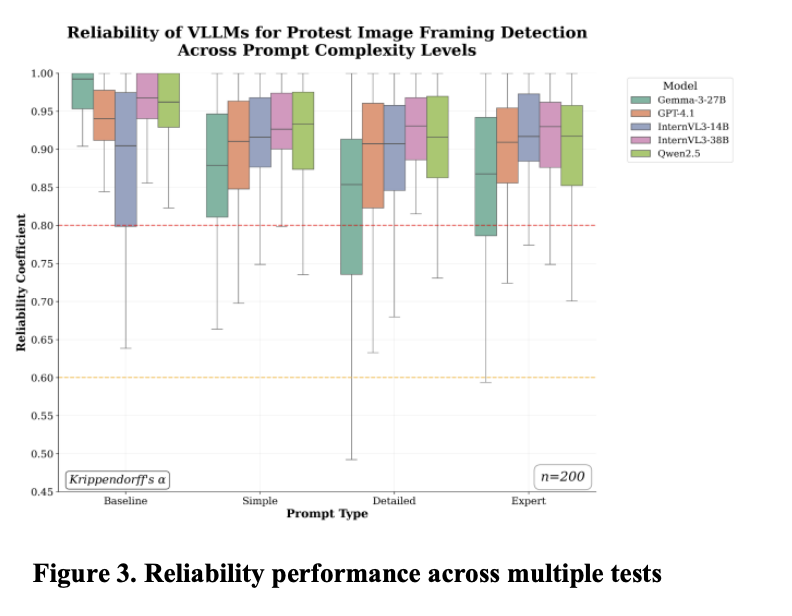 Reliability of VLLMs for Protest Image Framing Detection
Across Prompt Complexity Levels
Reliability Coefficient
1.00
0.95
0.90
0.85
0.80
0.75
0.70
0.65
0.60
0.55
0.50
0.45
Krippendorff's α
n=200
Baseline
Simple
Detailed
Expert
Prompt Type
Model
Gemma-3-27B
GPT-4.1
InternVL3-14B
InternVL3-38B
Qwen2.5
Figure 3. Reliability performance across multiple tests